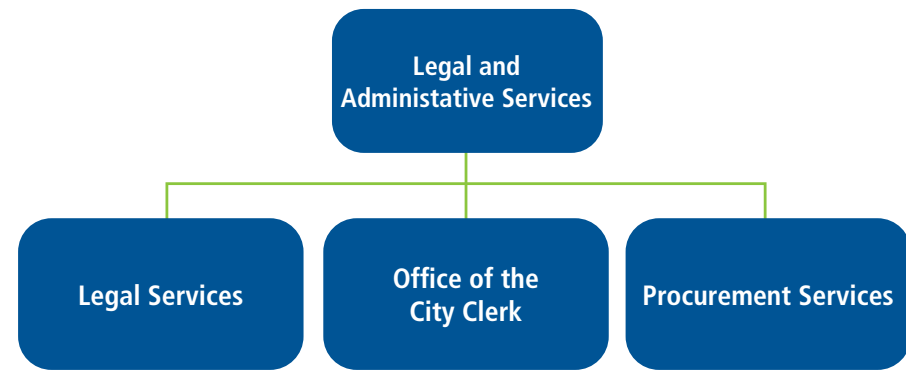 Legal and
Administative Services
Legal Services
Office of the
City Clerk
Procurement Services